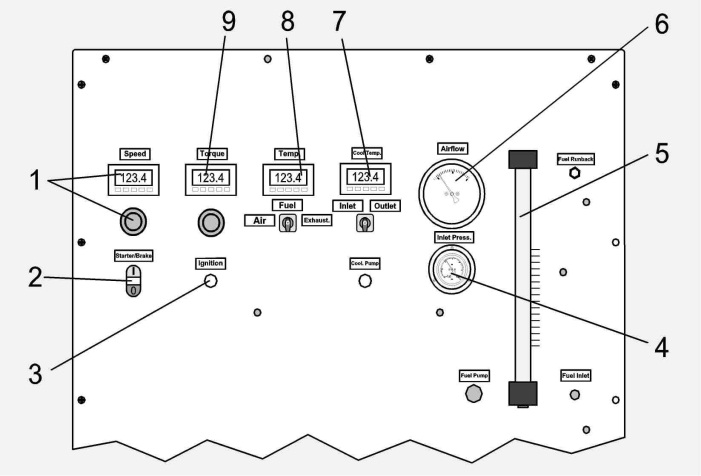 9 8 7 6
Speed Torque Temp. Cool.Temp. Airflow
Fuel Runback
5
1
123.4 123.4 123.4 123.4
Fuel Inlet Outlet
Air Exhaust.
Starter/Brake Ignition Cool. Pump Inlet Press.
2
I
0
3
4
Fuel Pump Fuel Inlet